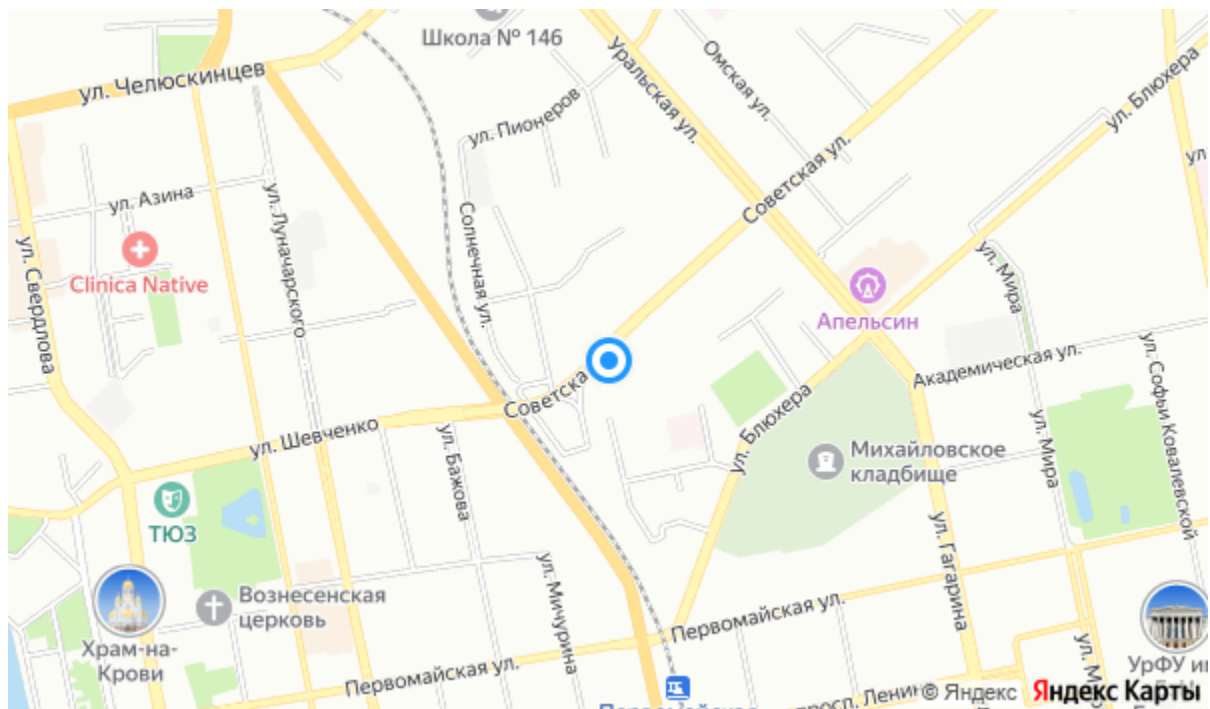 Школа № 146
ул. Челюскинцев
Уральская ул.
Омская ул.
ул. Блюхера
ул. Пионеров
Советская ул.
ул
ул. Азина
ул. Луначарского
Солнечная ул.
Clinica Native
ул. Свердлова
ул. Мира
Апельсин
Академическая ул.
ул. Софьи Ковалевской
Советска
ул. Шевченко
ул. Бажова
ул. Блюхера
Михайловское
кладбище
ул. Мира
ТЮЗ
ул. Гагарина
Вознесенская
церковь
ул. Мичурина
Первомайская ул.
Храм-на-
Крови
Первомайская ул.
УрФУ им
© Яндекс
Яндекс Карты